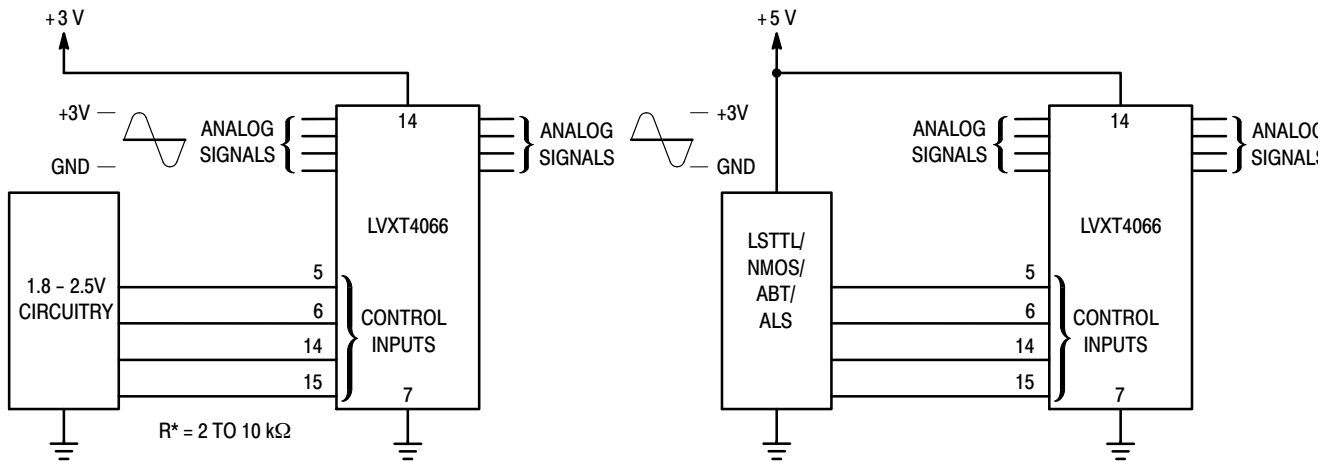 +3 V
+3V
GND
ANALOG
SIGNALS
14
ANALOG
SIGNALS
LVXT4066
1.8 – 2.5V
CIRCUITRY
5
6
14
15
CONTROL
INPUTS
7
R* = 2 TO 10 kΩ
+5 V
+3V
GND
ANALOG
SIGNALS
14
ANALOG
SIGNALS
LSTTL/
NMOS/
ABT/
ALS
LVXT4066
5
6
14
15
CONTROL
INPUTS
7